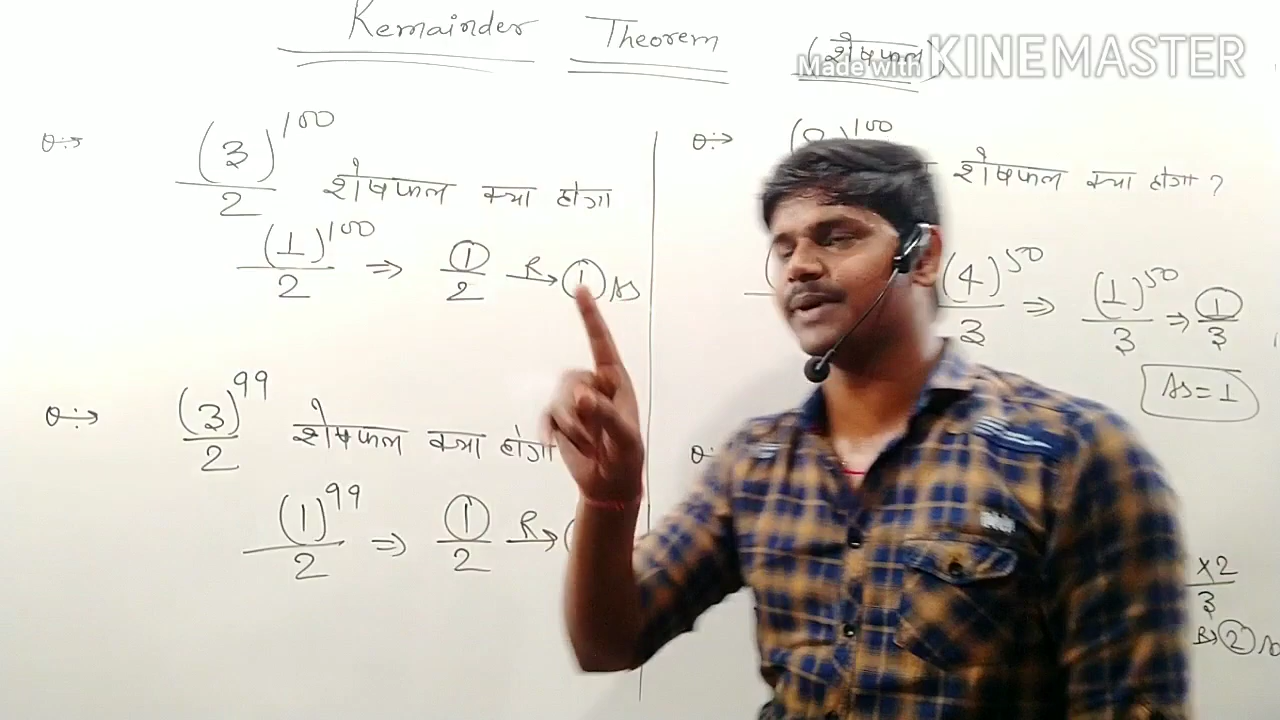 Remainder Theorem (शेषफल)
Made with KINEMASTER
Q:→ (3)^100 / 2 शेषफल क्या होगा
(1)^100 / 2 ⇒ 1/2 R→ 1 As
Q:→ (3)^99 / 2 शेषफल क्या होगा
(1)^99 / 2 ⇒ 1/2 R→
Q:→ ^100 शेषफल क्या होगा ?
(4)^50 / 3 ⇒ (1)^50 / 3 ⇒ 1/3
As = 1
Q:
×2 / 3
R→ 2